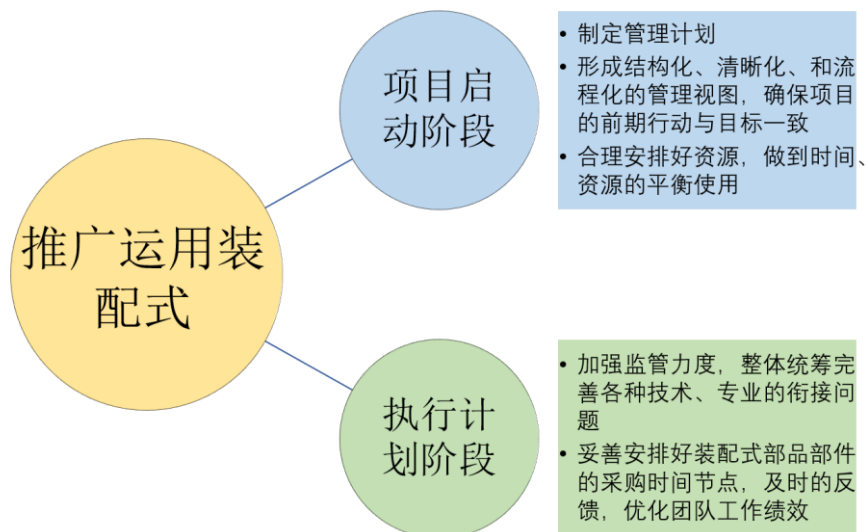 推广运用装
配式
项目启
动阶段
• 制定管理计划
• 形成结构化、清晰化、和流
程化的管理视图，确保项目
的前期行动与目标一致
• 合理安排好资源，做到时间、
资源的平衡使用
执行计
划阶段
• 加强监管力度，整体统筹完
善各种技术、专业的衔接问
题
• 妥善安排好装配式部品部件
的采购时间节点，及时的反
馈，优化团队工作绩效